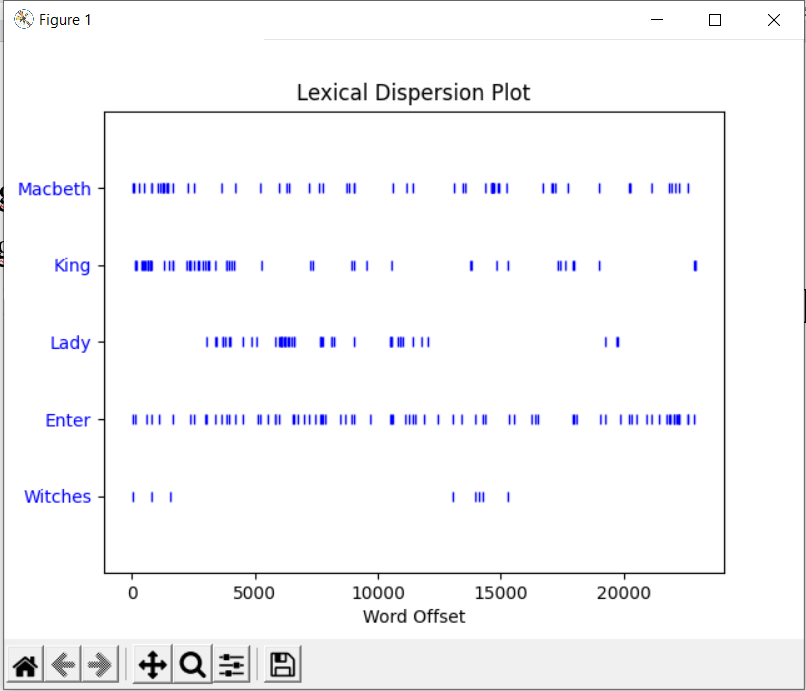 Figure 1
Lexical Dispersion Plot
Macbeth
King
Lady
Enter
Witches
0 5000 10000 15000 20000
Word Offset